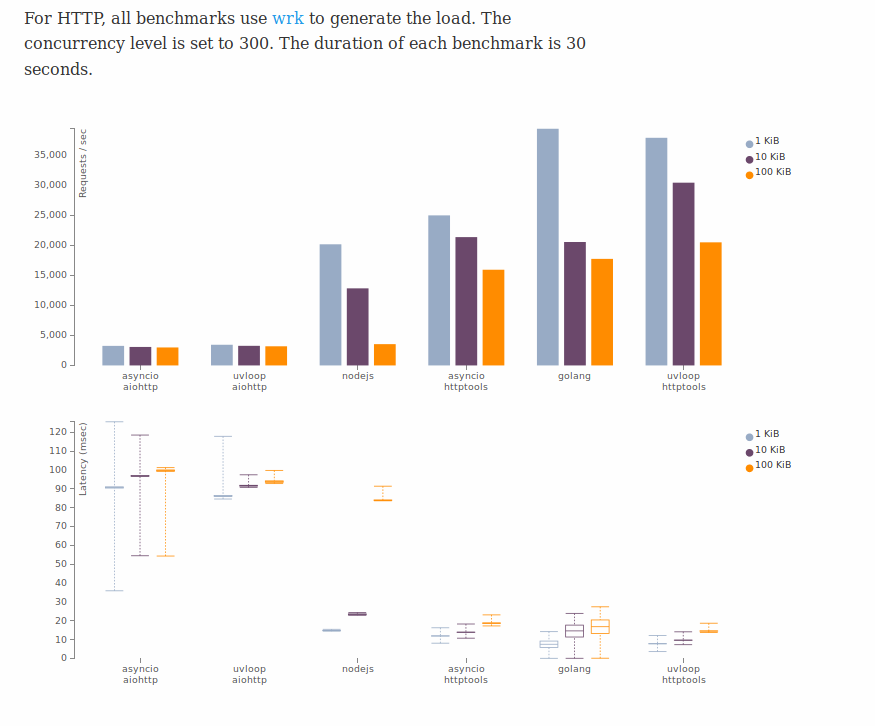 For HTTP, all benchmarks use wrk to generate the load. The
concurrency level is set to 300. The duration of each benchmark is 30
seconds.
Requests / sec
35,000
30,000
25,000
20,000
15,000
10,000
5,000
0
asyncio
aiohttp
uvloop
aiohttp
nodejs
asyncio
httptools
golang
uvloop
httptools
1 KiB
10 KiB
100 KiB
Latency (msec)
120
110
100
90
80
70
60
50
40
30
20
10
0
asyncio
aiohttp
uvloop
aiohttp
nodejs
asyncio
httptools
golang
uvloop
httptools
1 KiB
10 KiB
100 KiB